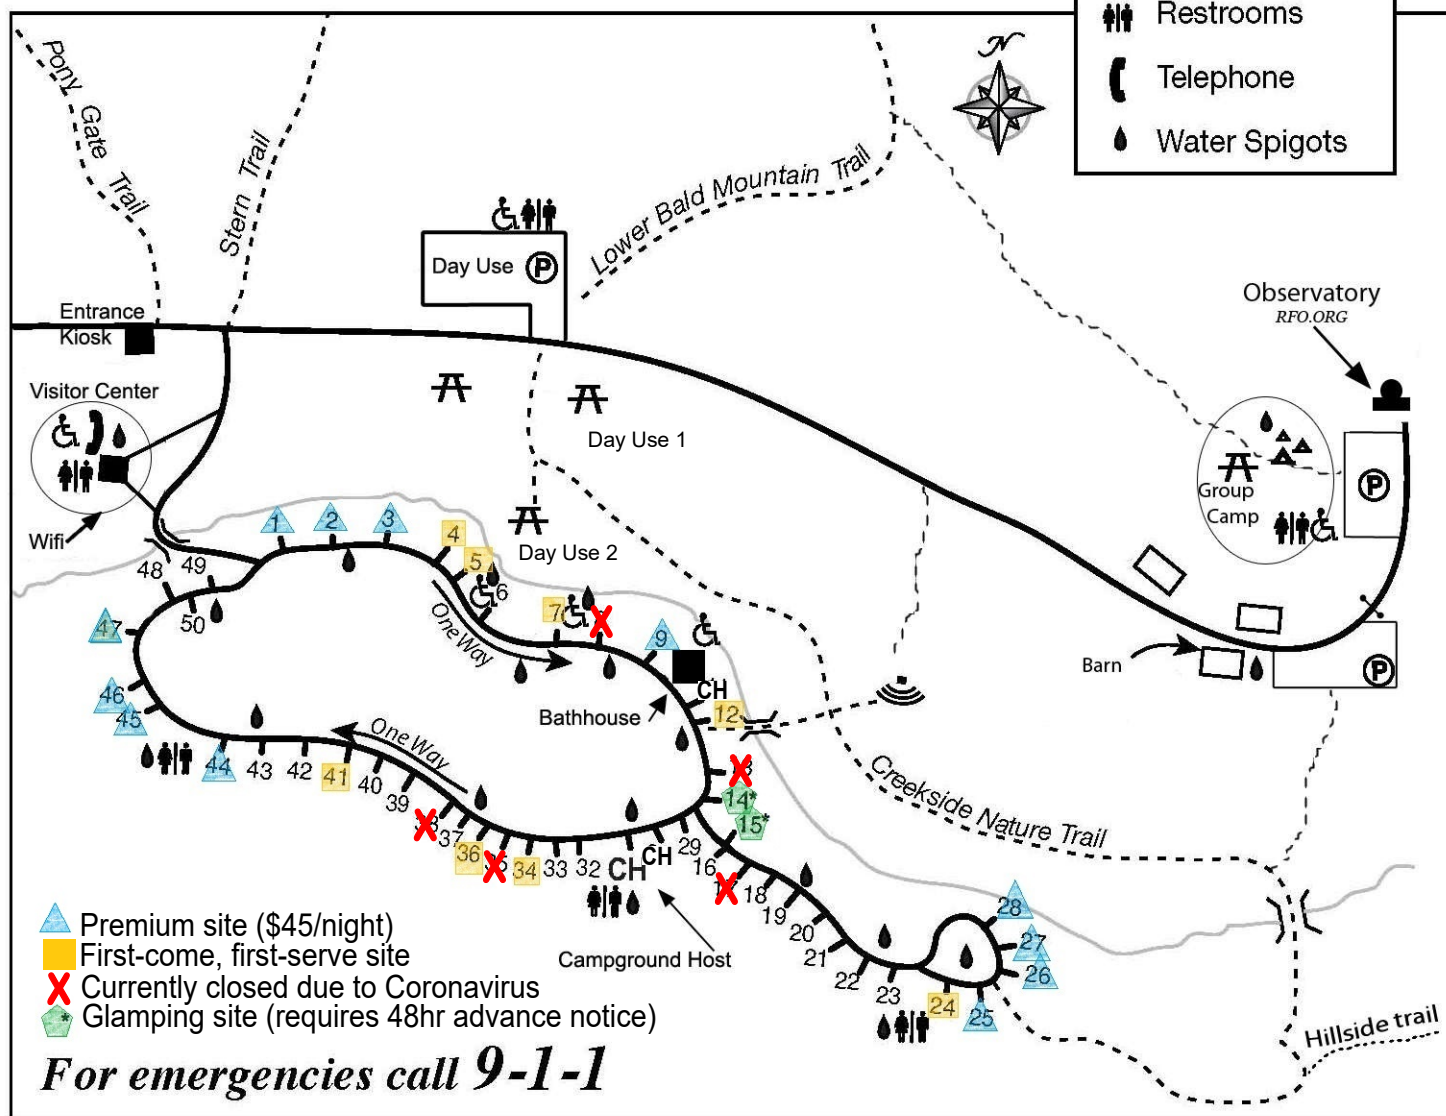 Restrooms
Telephone
Water Spigots
N
Pony Gate Trail
Stern Trail
Lower Bald Mountain Trail
Day Use P
Entrance
Kiosk
Observatory
RFO.ORG
Visitor Center
Day Use 1
Wifi
Day Use 2
Group
Camp
P
Barn
P
1
2
3
4
5
6
7
9
One Way
48
49
50
47
46
45
44
43
42
41
40
39
37
36
34
33
32
CH
CH
29
One Way
Bathhouse
CH
12
14*
15*
16
18
19
20
21
22
23
24
25
26
27
28
Creekside Nature Trail
Campground Host
Hillside trail
Premium site ($45/night)
First-come, first-serve site
Currently closed due to Coronavirus
* Glamping site (requires 48hr advance notice)
For emergencies call 9-1-1